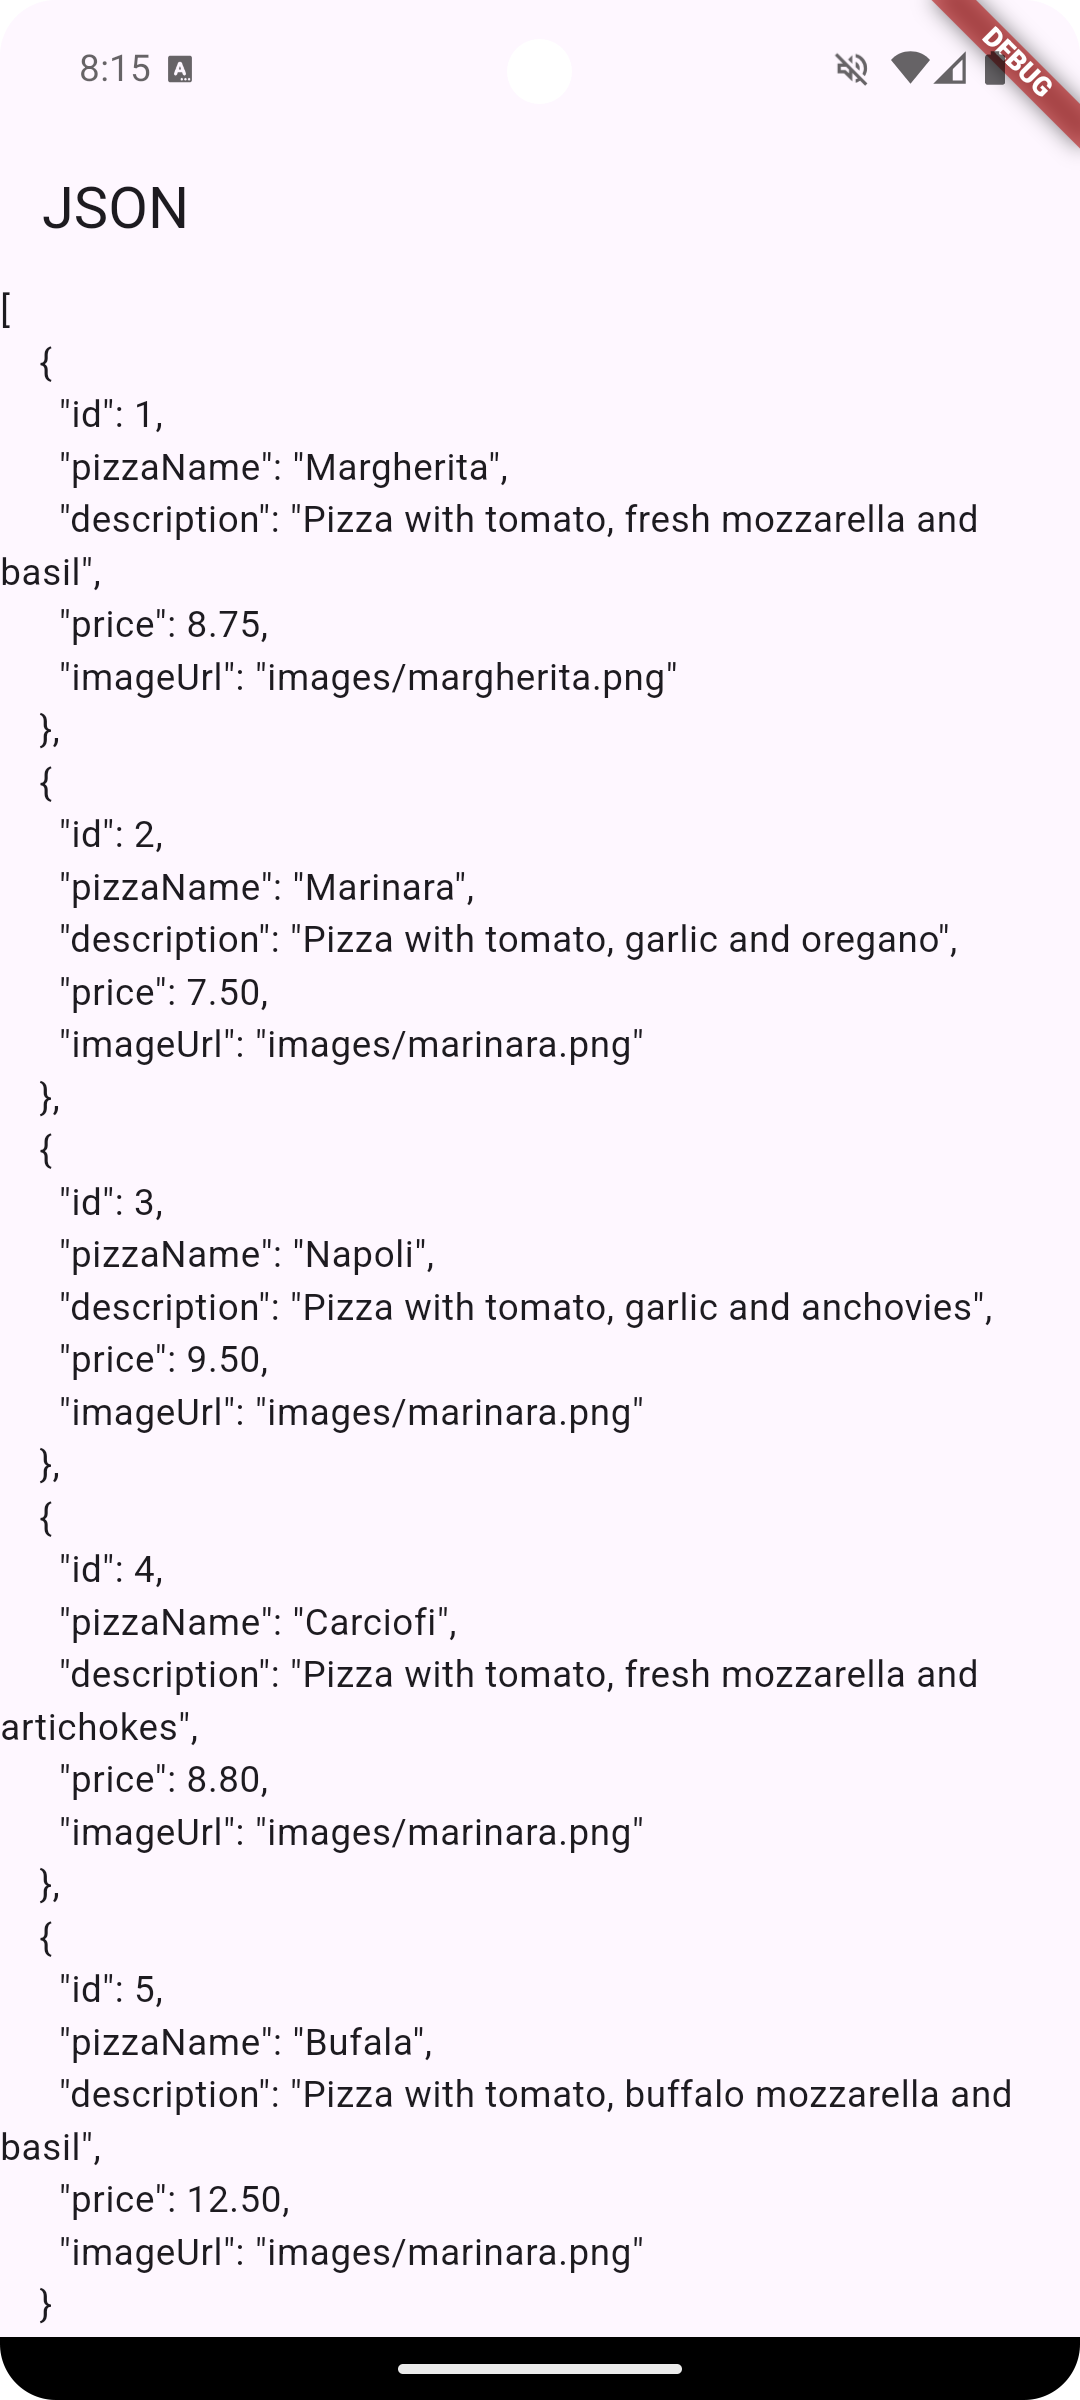 8:15
DEBUG
JSON
[
{
"id": 1,
"pizzaName": "Margherita",
"description": "Pizza with tomato, fresh mozzarella and
basil",
"price": 8.75,
"imageUrl": "images/margherita.png"
},
{
"id": 2,
"pizzaName": "Marinara",
"description": "Pizza with tomato, garlic and oregano",
"price": 7.50,
"imageUrl": "images/marinara.png"
},
{
"id": 3,
"pizzaName": "Napoli",
"description": "Pizza with tomato, garlic and anchovies",
"price": 9.50,
"imageUrl": "images/marinara.png"
},
{
"id": 4,
"pizzaName": "Carciofi",
"description": "Pizza with tomato, fresh mozzarella and
artichokes",
"price": 8.80,
"imageUrl": "images/marinara.png"
},
{
"id": 5,
"pizzaName": "Bufala",
"description": "Pizza with tomato, buffalo mozzarella and
basil",
"price": 12.50,
"imageUrl": "images/marinara.png"
}